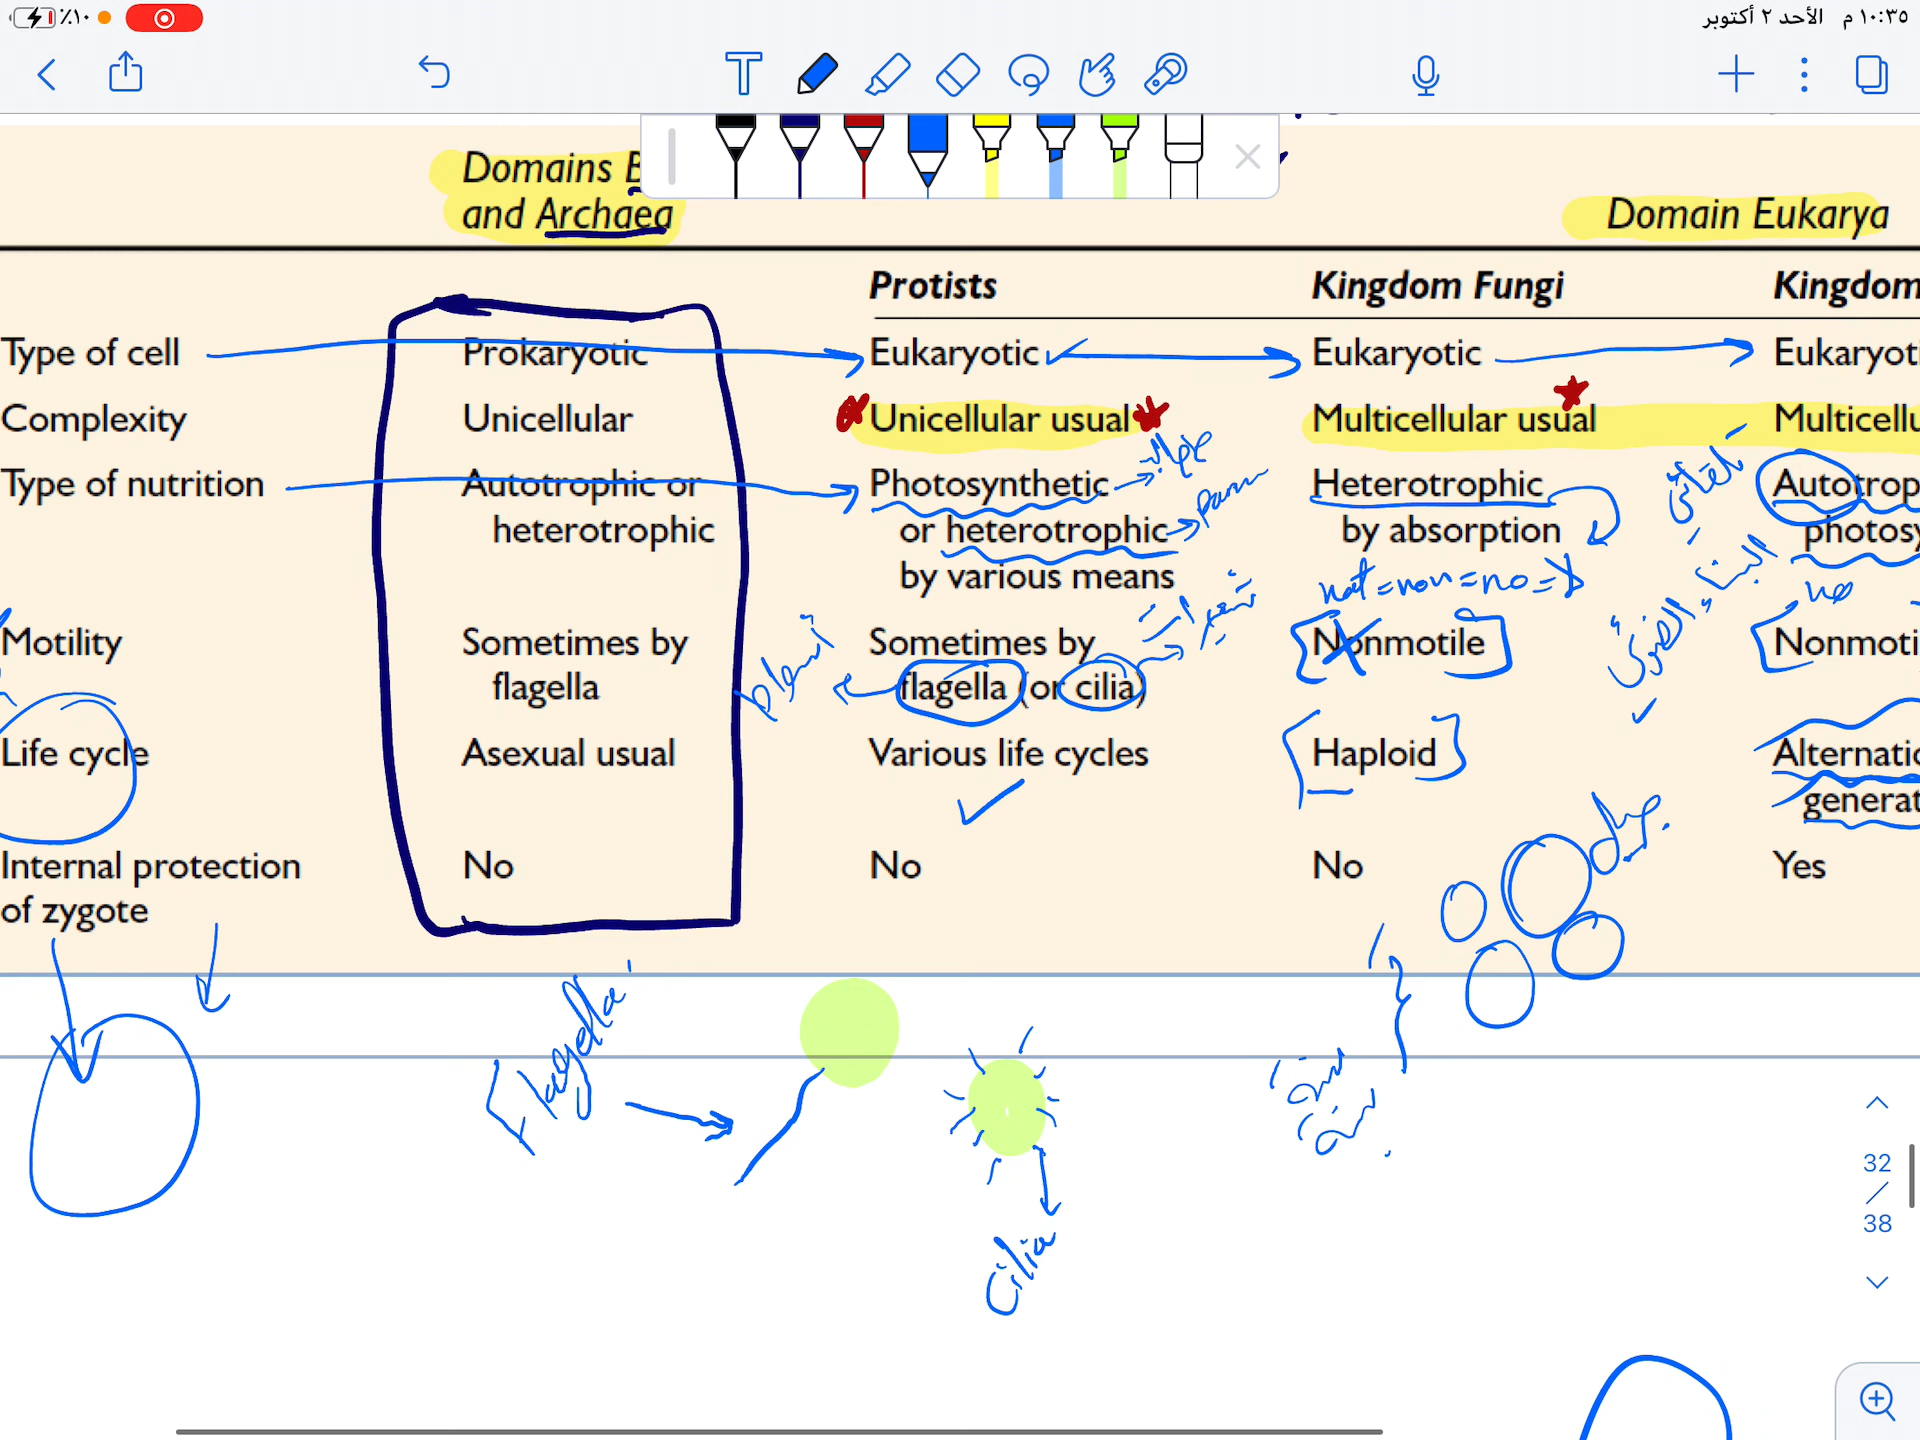 ١٠:٣٥ م الأحد ٢ أكتوبر
٪١٠
Domains B
and Archaea
Domain Eukarya
Protists
Kingdom Fungi
Kingdom
Type of cell
Prokaryotic
Eukaryotic
Eukaryotic
Eukaryoti
Complexity
Unicellular
Unicellular usual
Multicellular usual
Multicellu
Type of nutrition
Autotrophic or
heterotrophic
Photosynthetic
or heterotrophic
by various means
Heterotrophic
by absorption
Autotrop
photosy
not = non = no = لا
no
Motility
Sometimes by
flagella
Sometimes by
flagella (or cilia)
Nonmotile
Nonmoti
Life cycle
Asexual usual
Various life cycles
Haploid
Alternatio
generat
Internal protection
of zygote
No
No
No
Yes
Flagella
Cilia
32
/
38